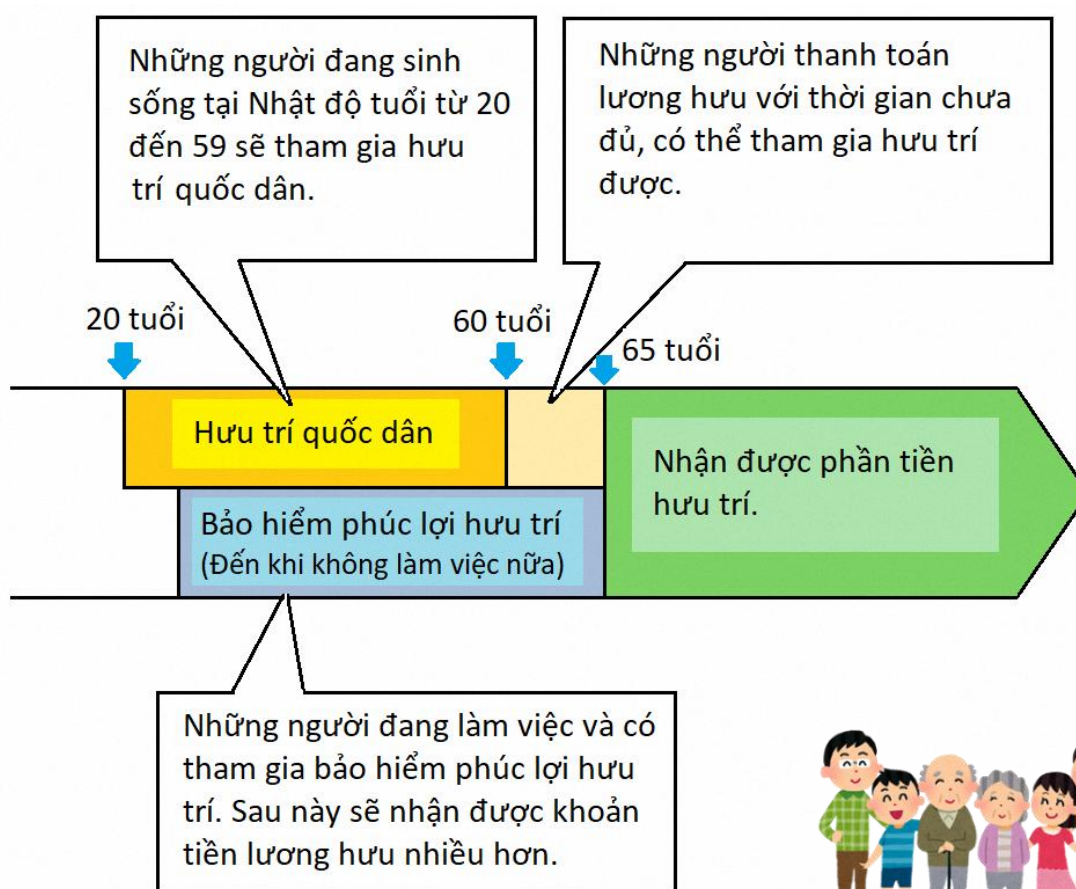 Những người đang sinh
sống tại Nhật độ tuổi từ 20
đến 59 sẽ tham gia hưu
trí quốc dân.
Những người thanh toán
lương hưu với thời gian chưa
đủ, có thể tham gia hưu trí
được.
20 tuổi
60 tuổi
65 tuổi
Hưu trí quốc dân
Bảo hiểm phúc lợi hưu trí
(Đến khi không làm việc nữa)
Nhận được phần tiền
hưu trí.
Những người đang làm việc và có
tham gia bảo hiểm phúc lợi hưu
trí. Sau này sẽ nhận được khoản
tiền lương hưu nhiều hơn.